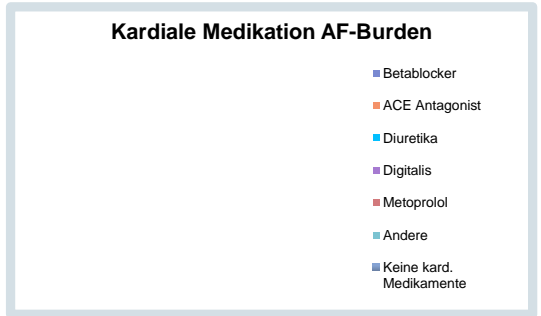 Kardiale Medikation AF-Burden
Betablocker
ACE Antagonist
Diuretika
Digitalis
Metoprolol
Andere
Keine kard.
Medikamente